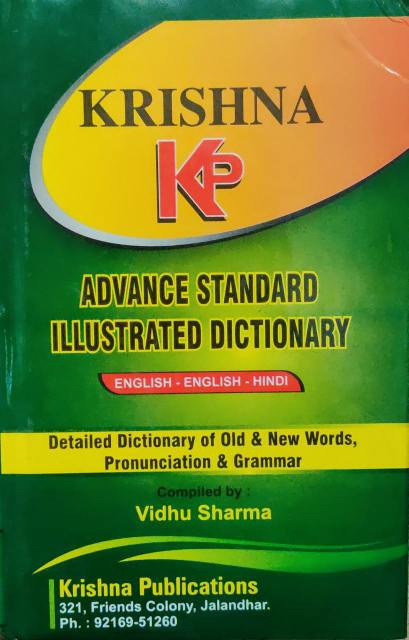 KRISHNA
KP
ADVANCE STANDARD
ILLUSTRATED DICTIONARY
ENGLISH - ENGLISH - HINDI
Detailed Dictionary of Old & New Words,
Pronunciation & Grammar
Compiled by :
Vidhu Sharma
Krishna Publications
321, Friends Colony, Jalandhar.
Ph. : 92169-51260